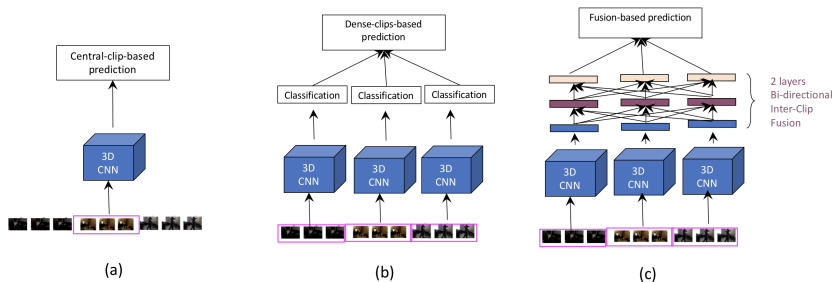 Central-clip-based
prediction
3D
CNN
(a)
Dense-clips-based
prediction
Classification
Classification
Classification
3D
CNN
3D
CNN
3D
CNN
(b)
Fusion-based prediction
2 layers
Bi-directional
Inter-Clip
Fusion
3D
CNN
3D
CNN
3D
CNN
(c)